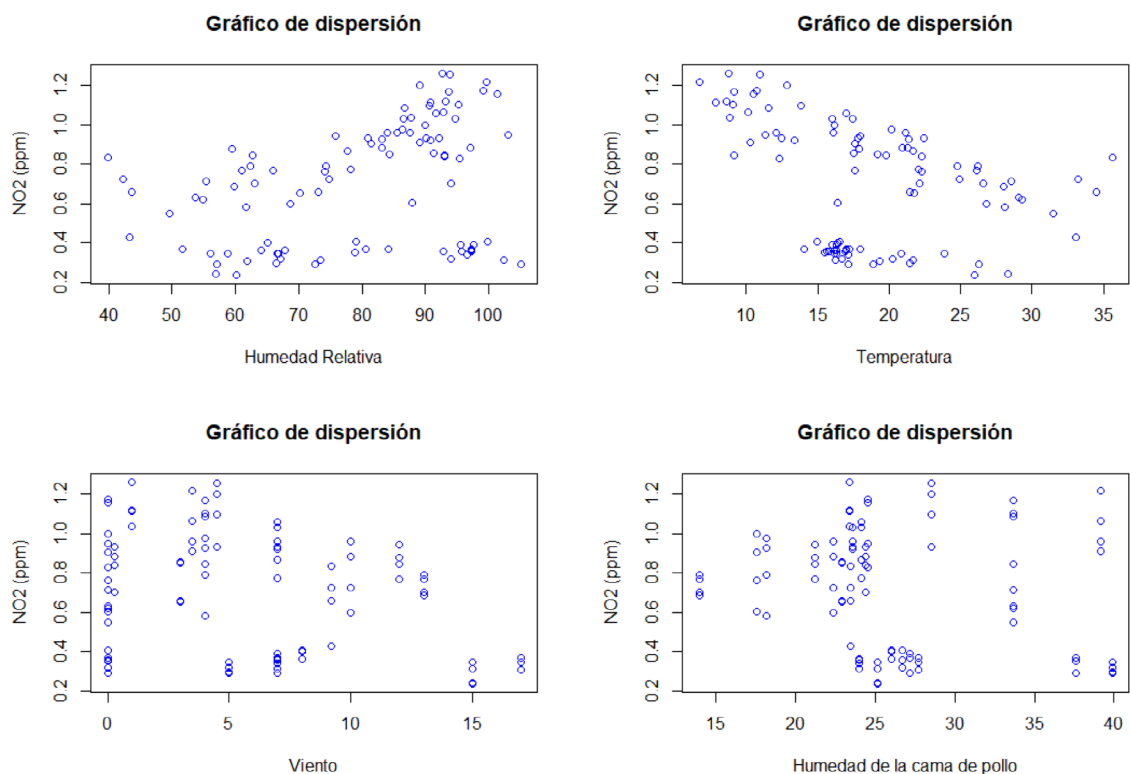 Gráfico de dispersión
NO2 (ppm)
1.2
1.0
0.8
0.6
0.4
0.2
40 50 60 70 80 90 100
Humedad Relativa
Gráfico de dispersión
NO2 (ppm)
1.2
1.0
0.8
0.6
0.4
0.2
10 15 20 25 30 35
Temperatura
Gráfico de dispersión
NO2 (ppm)
1.2
1.0
0.8
0.6
0.4
0.2
0 5 10 15
Viento
Gráfico de dispersión
NO2 (ppm)
1.2
1.0
0.8
0.6
0.4
0.2
15 20 25 30 35 40
Humedad de la cama de pollo